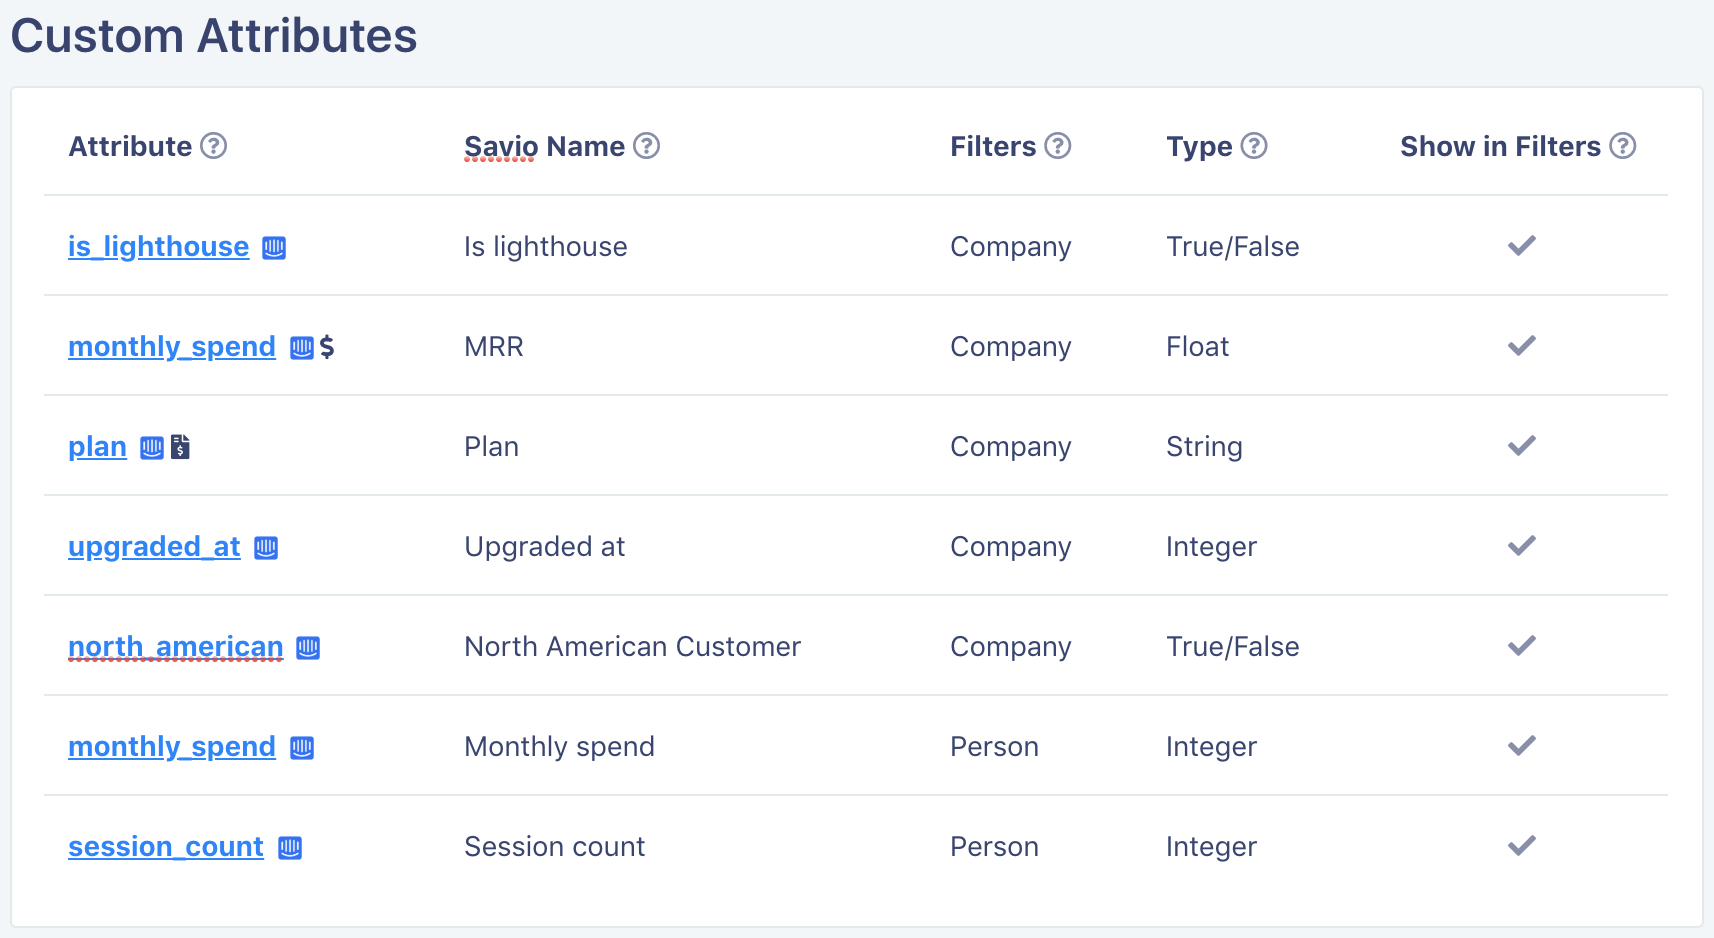 Custom Attributes
Attribute Savio Name Filters Type Show in Filters
is_lighthouse Is lighthouse Company True/False
monthly_spend $ MRR Company Float
plan Plan Company String
upgraded_at Upgraded at Company Integer
north_american North American Customer Company True/False
monthly_spend Monthly spend Person Integer
session_count Session count Person Integer